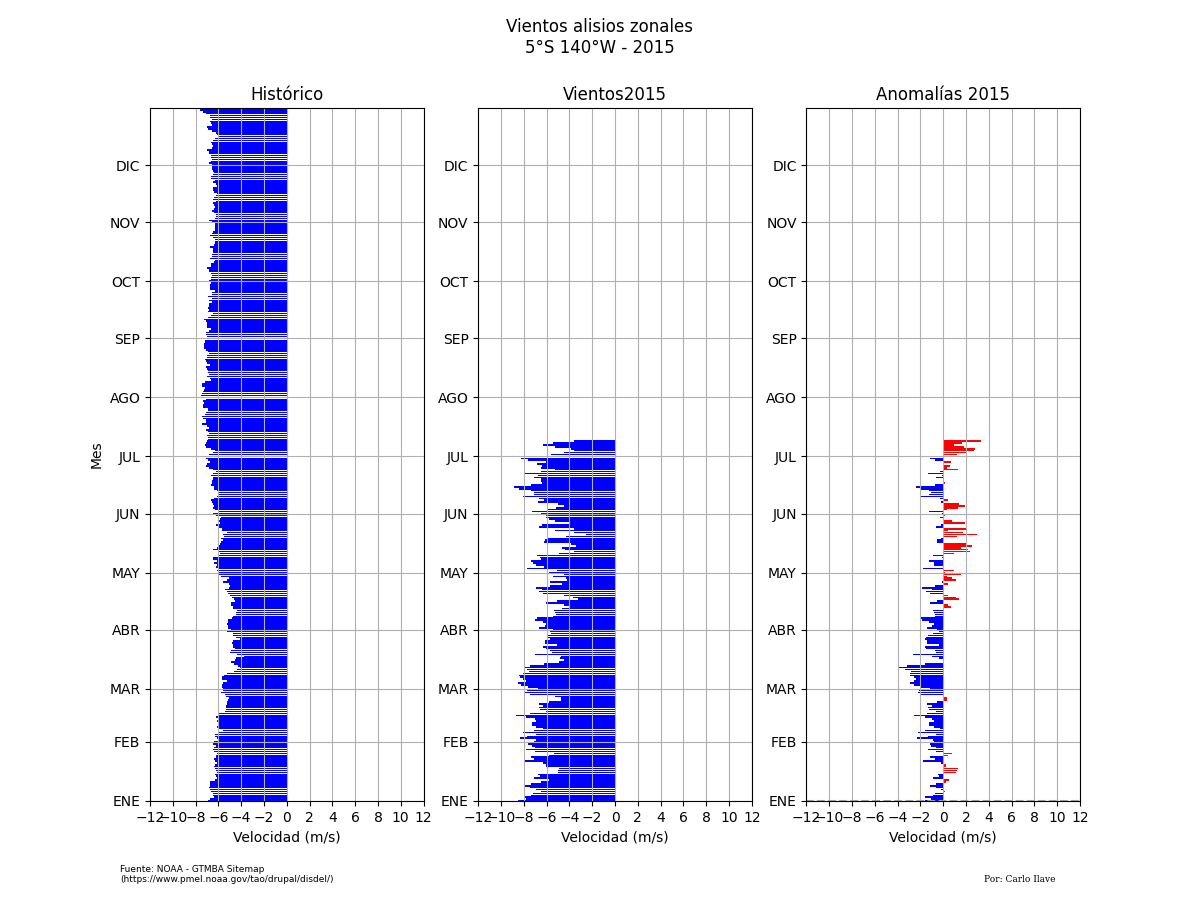 Vientos alisios zonales
5°S 140°W - 2015
Histórico
Vientos2015
Anomalías 2015
Mes
DIC
NOV
OCT
SEP
AGO
JUL
JUN
MAY
ABR
MAR
FEB
ENE
−12 −10 −8 −6 −4 −2 0 2 4 6 8 10 12
Velocidad (m/s)
DIC
NOV
OCT
SEP
AGO
JUL
JUN
MAY
ABR
MAR
FEB
ENE
−12 −10 −8 −6 −4 −2 0 2 4 6 8 10 12
Velocidad (m/s)
DIC
NOV
OCT
SEP
AGO
JUL
JUN
MAY
ABR
MAR
FEB
ENE
−12 −10 −8 −6 −4 −2 0 2 4 6 8 10 12
Velocidad (m/s)
Fuente: NOAA - GTMBA Sitemap
(https://www.pmel.noaa.gov/tao/drupal/disdel/)
Por: Carlo Ilave